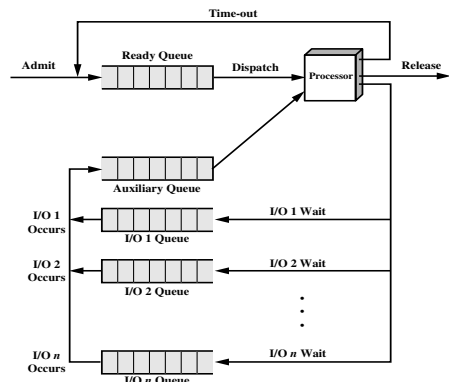 Time-out
Ready Queue
Admit
Dispatch
Processor
Release
Auxiliary Queue
I/O 1
Occurs
I/O 1 Wait
I/O 1 Queue
I/O 2
Occurs
I/O 2 Wait
I/O 2 Queue
I/O n
Occurs
I/O n Wait
I/O n Queue